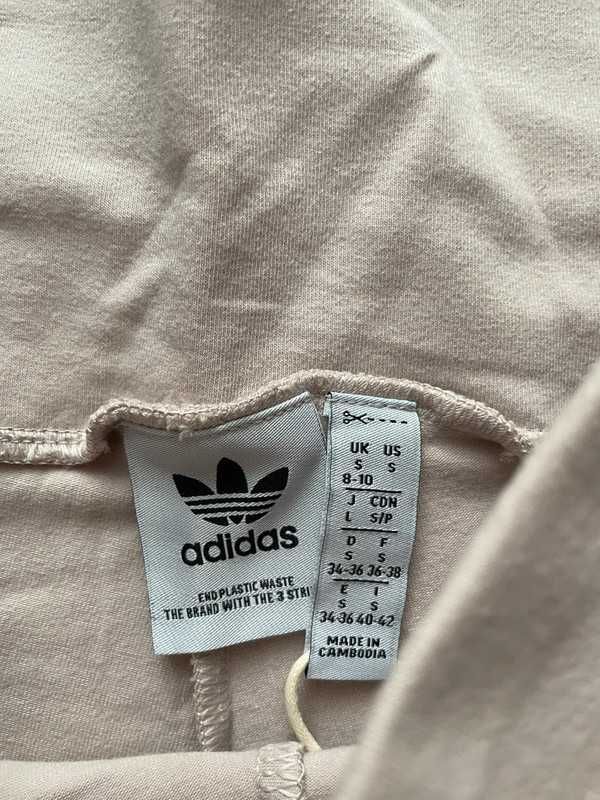 adidas
END PLASTIC WASTE
THE BRAND WITH THE 3 STRI
UK US
S S
8-10
J CDN
L S/P
D F
S S
34-36 36-38
E I
S S
34-36 40-42
MADE IN
CAMBODIA